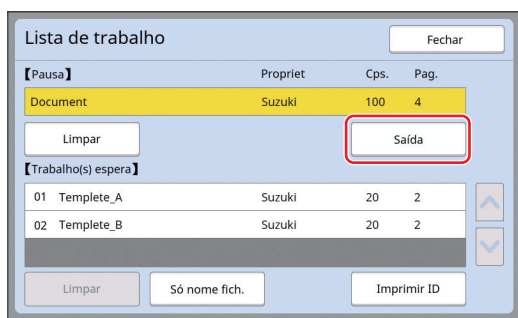 Lista de trabalho Fechar
【Pausa】 Propriet Cps. Pag.
Document Suzuki 100 4
Limpar Saída
【Trabalho(s) espera】
01 Templete_A Suzuki 20 2
02 Templete_B Suzuki 20 2
Limpar Só nome fich. Imprimir ID